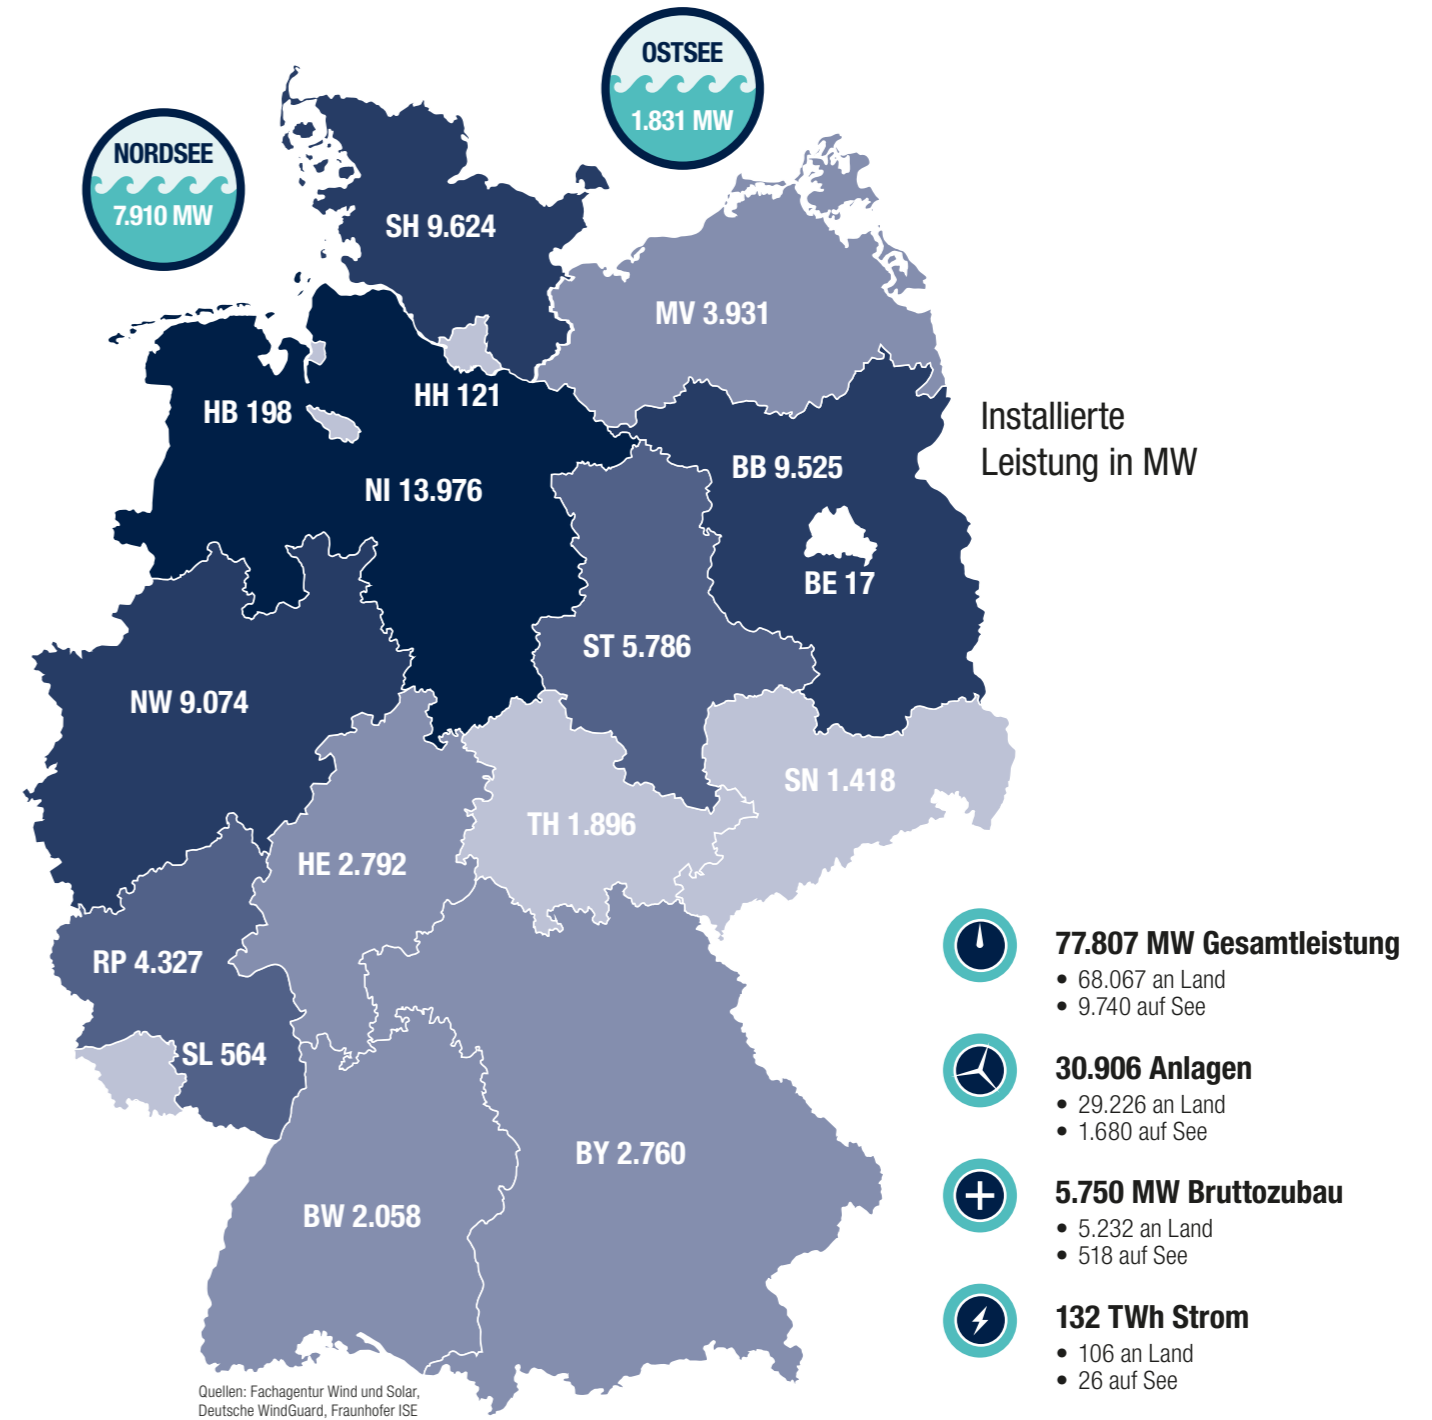 OSTSEE
1.831 MW
NORDSEE
7.910 MW
SH 9.624
MV 3.931
HH 121
HB 198
Installierte
Leistung in MW
BB 9.525
NI 13.976
BE 17
ST 5.786
NW 9.074
SN 1.418
TH 1.896
HE 2.792
RP 4.327
SL 564
BY 2.760
BW 2.058
77.807 MW Gesamtleistung
• 68.067 an Land
• 9.740 auf See
30.906 Anlagen
• 29.226 an Land
• 1.680 auf See
5.750 MW Bruttozubau
• 5.232 an Land
• 518 auf See
132 TWh Strom
• 106 an Land
• 26 auf See
Quellen: Fachagentur Wind und Solar,
Deutsche WindGuard, Fraunhofer ISE